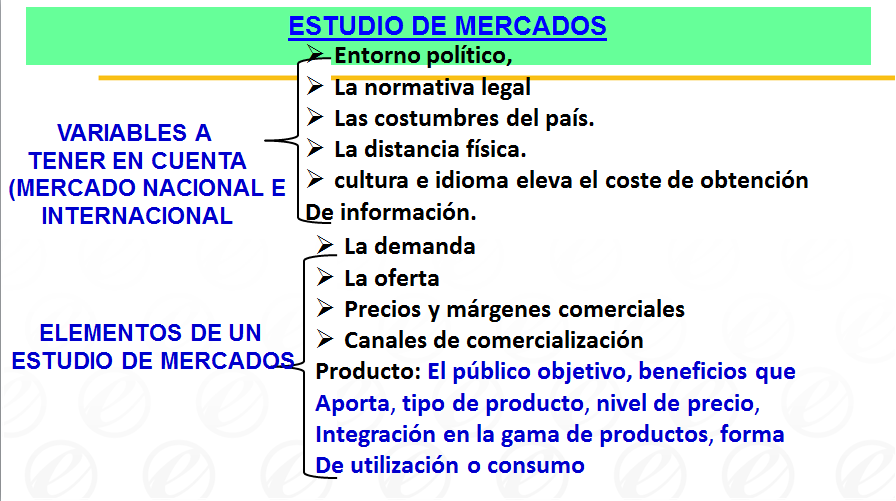 ESTUDIO DE MERCADOS
➢ Entorno político,
➢ La normativa legal
➢ Las costumbres del país.
➢ La distancia física.
➢ cultura e idioma eleva el coste de obtención
De información.
VARIABLES A
TENER EN CUENTA
(MERCADO NACIONAL E
INTERNACIONAL
➢ La demanda
➢ La oferta
➢ Precios y márgenes comerciales
➢ Canales de comercialización
Producto: El público objetivo, beneficios que
Aporta, tipo de producto, nivel de precio,
Integración en la gama de productos, forma
De utilización o consumo
ELEMENTOS DE UN
ESTUDIO DE MERCADOS